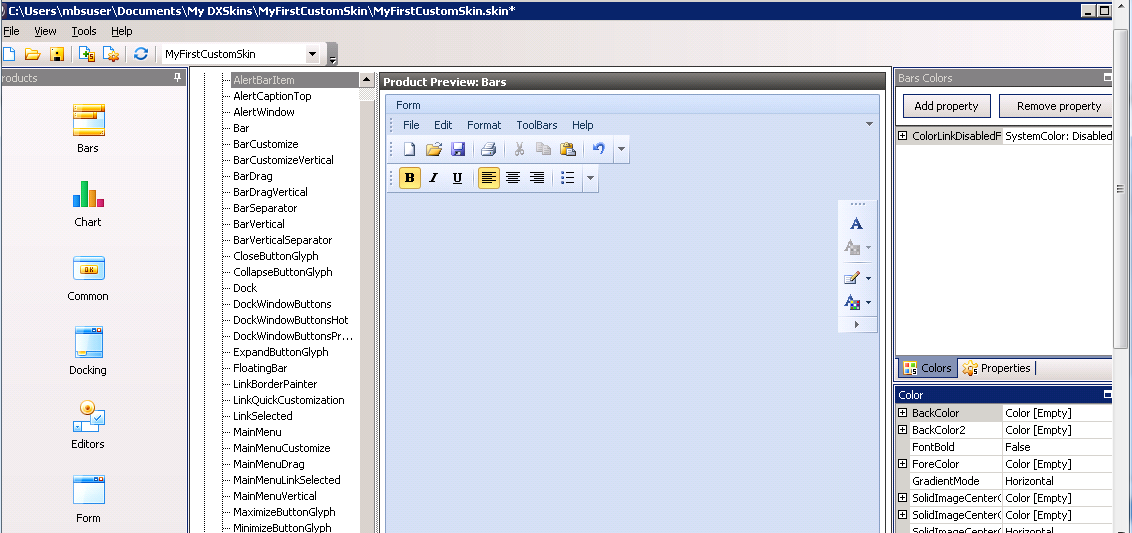 C:\Users\mbsuser\Documents\My DXSkins\MyFirstCustomSkin\MyFirstCustomSkin.skin*
File View Tools Help
MyFirstCustomSkin
roducts
Bars
Chart
Common
Docking
Editors
Form
AlertBarItem
AlertCaptionTop
AlertWindow
Bar
BarCustomize
BarCustomizeVertical
BarDrag
BarDragVertical
BarSeparator
BarVertical
BarVerticalSeparator
CloseButtonGlyph
CollapseButtonGlyph
Dock
DockWindowButtons
DockWindowButtonsHot
DockWindowButtonsPr...
ExpandButtonGlyph
FloatingBar
LinkBorderPainter
LinkQuickCustomization
LinkSelected
MainMenu
MainMenuCustomize
MainMenuDrag
MainMenuLinkSelected
MainMenuVertical
MaximizeButtonGlyph
MinimizeButtonGlyph
Product Preview: Bars
Form
File Edit Format ToolBars Help
B I U
A
Bars Colors
Add property Remove property
ColorLinkDisabledF SystemColor: Disabled
Colors Properties
Color
BackColor Color [Empty]
BackColor2 Color [Empty]
FontBold False
ForeColor Color [Empty]
GradientMode Horizontal
SolidImageCenterC Color [Empty]
SolidImageCenterC Color [Empty]
SolidImageCenterC Horizontal